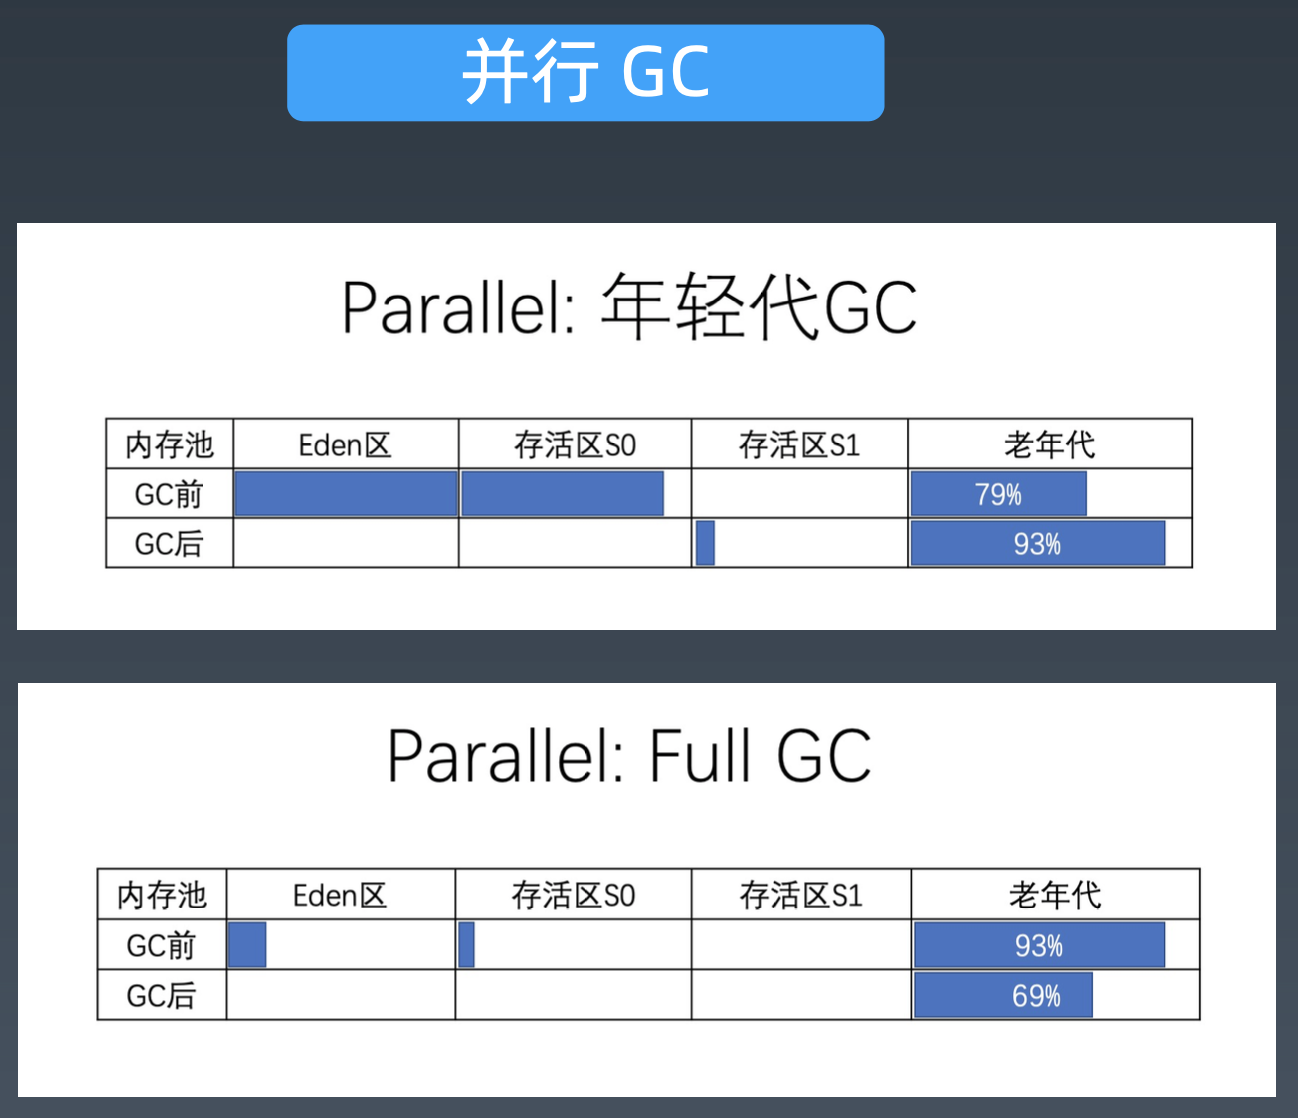 并行 GC
Parallel: 年轻代GC
内存池 Eden区 存活区S0 存活区S1 老年代
GC前 79%
GC后 93%
Parallel: Full GC
内存池 Eden区 存活区S0 存活区S1 老年代
GC前 93%
GC后 69%